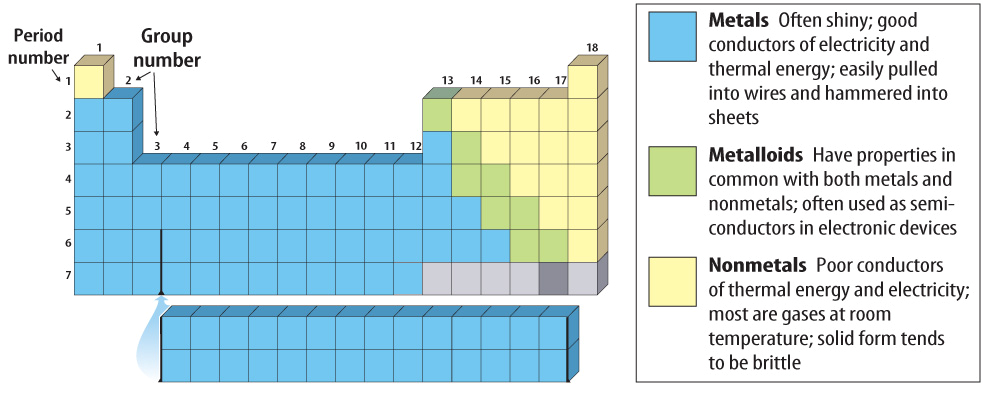 Period
number
Group
number
1
18
1
2
13 14 15 16 17
2
3
3 4 5 6 7 8 9 10 11 12
4
5
6
7
Metals Often shiny; good
conductors of electricity and
thermal energy; easily pulled
into wires and hammered into
sheets
Metalloids Have properties in
common with both metals and
nonmetals; often used as semi-
conductors in electronic devices
Nonmetals Poor conductors
of thermal energy and electricity;
most are gases at room
temperature; solid form tends
to be brittle